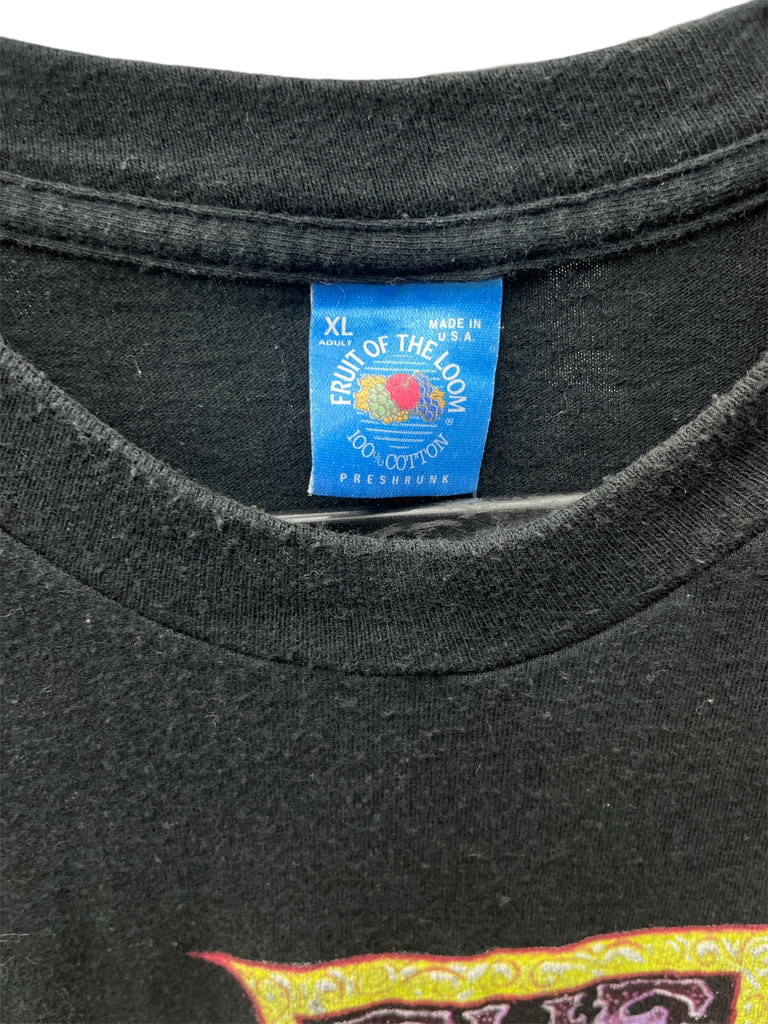 XL
ADULT
MADE IN
U.S.A.
FRUIT OF THE LOOM
®
100% COTTON
PRESHRUNK